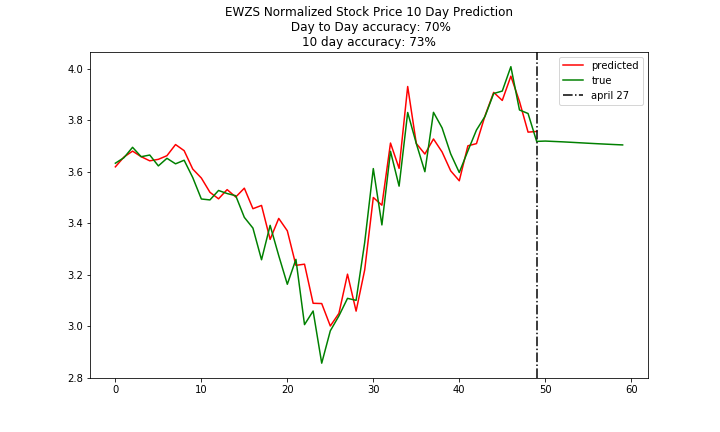 EWZS Normalized Stock Price 10 Day Prediction
Day to Day accuracy: 70%
10 day accuracy: 73%
predicted
true
april 27
4.0
3.8
3.6
3.4
3.2
3.0
2.8
0 10 20 30 40 50 60